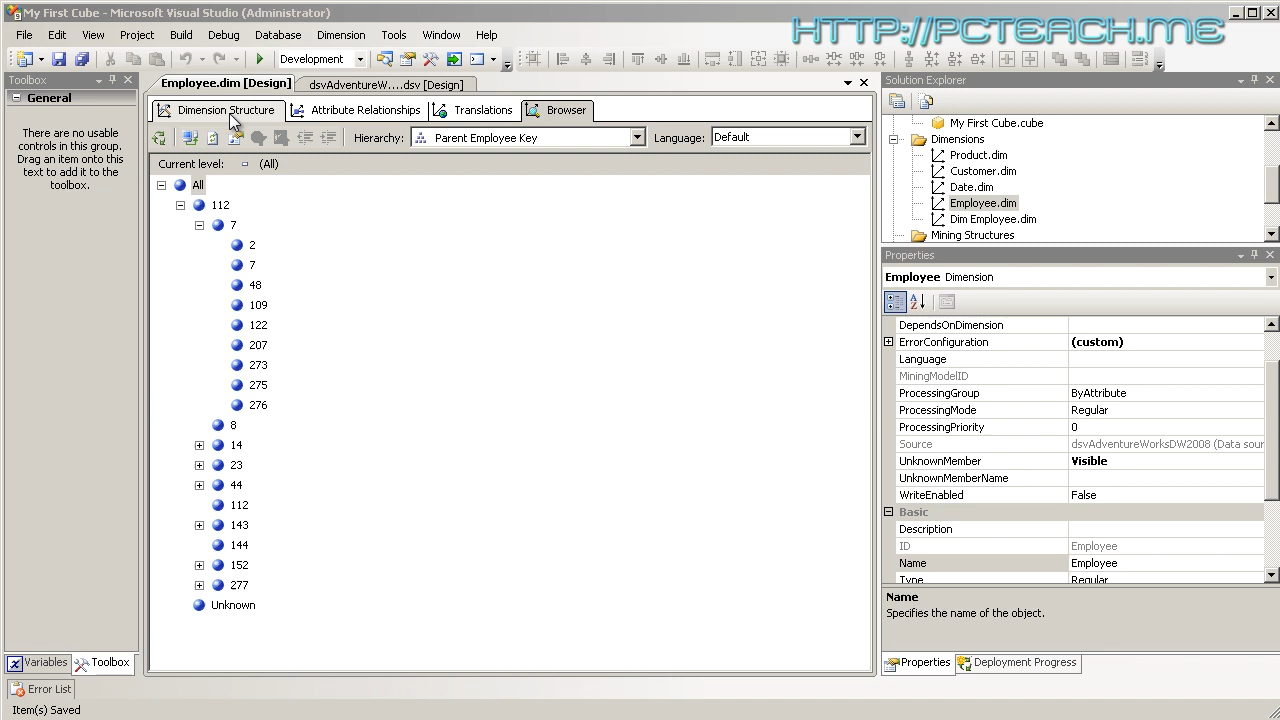 My First Cube - Microsoft Visual Studio (Administrator)
HTTP://PCTEACH.ME
File Edit View Project Build Debug Dimension Tools Window Help
Development
Toolbox
General
There are no usable
controls in this group.
Drag an item onto this
text to add it to the
toolbox.
Variables Toolbox
Error List
Item(s) Saved
Employee.dim [Design] dsvAdventureW....dsv [Design]
Dimension Structure Attribute Relationships Translations Browser
Hierarchy: Parent Employee Key Language: Default
Current level: (All)
All
112
7
2
7
48
109
122
207
273
275
276
8
14
23
44
112
143
144
152
277
Unknown
Solution Explorer
My First Cube.cube
Dimensions
Product.dim
Customer.dim
Date.dim
Employee.dim
Dim Employee.dim
Mining Structures
Properties
Employee Dimension
DependsOnDimension
ErrorConfiguration (custom)
Language
MiningModelID
ProcessingGroup ByAttribute
ProcessingMode Regular
ProcessingPriority 0
Source dsvAdventureWorksDW2008 (Data sour
UnknownMember Visible
UnknownMemberName
WriteEnabled False
Basic
Description
ID Employee
Name Employee
Type Regular
Name
Specifies the name of the object.
Properties Deployment Progress